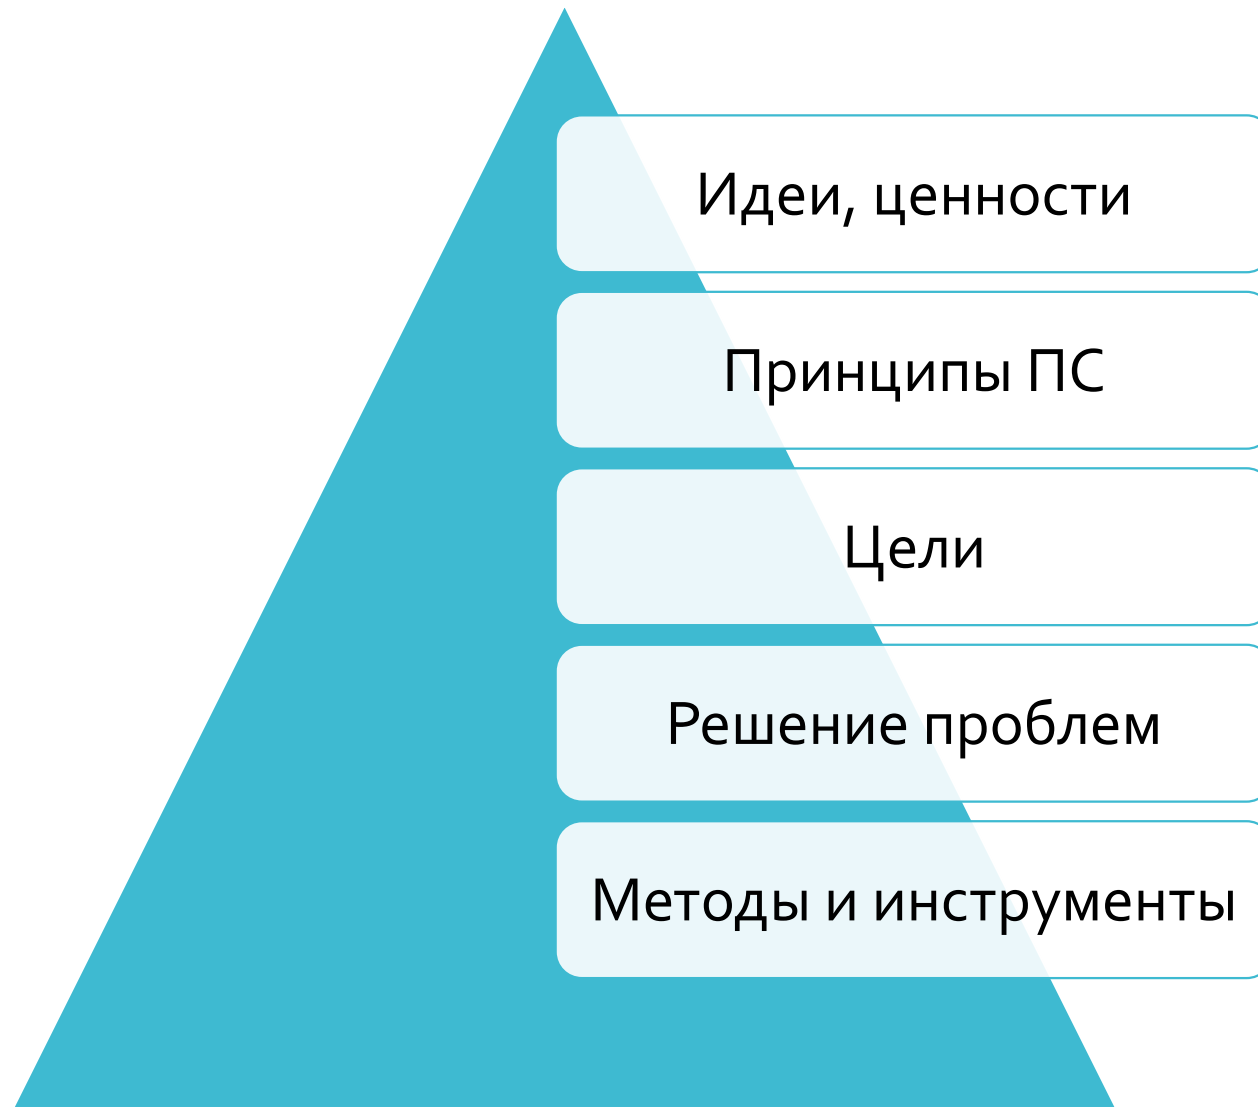 Идеи, ценности
Принципы ПС
Цели
Решение проблем
Методы и инструменты